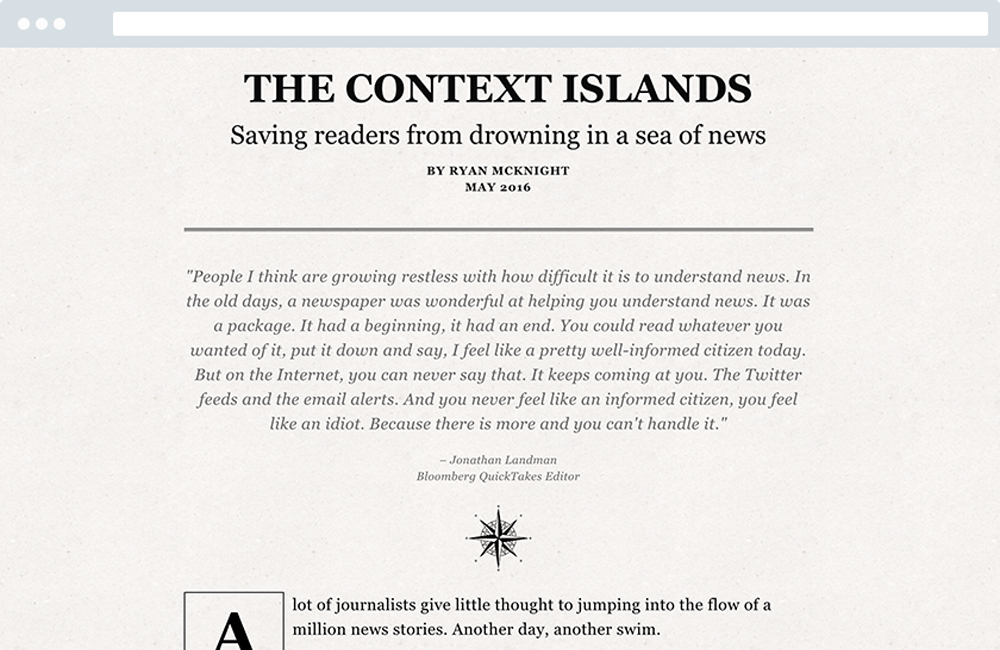 THE CONTEXT ISLANDS
Saving readers from drowning in a sea of news
BY RYAN MCKNIGHT
MAY 2016
"People I think are growing restless with how difficult it is to understand news. In
the old days, a newspaper was wonderful at helping you understand news. It was
a package. It had a beginning, it had an end. You could read whatever you
wanted of it, put it down and say, I feel like a pretty well-informed citizen today.
But on the Internet, you can never say that. It keeps coming at you. The Twitter
feeds and the email alerts. And you never feel like an informed citizen, you feel
like an idiot. Because there is more and you can't handle it."
– Jonathan Landman
Bloomberg QuickTakes Editor
A lot of journalists give little thought to jumping into the flow of a
million news stories. Another day, another swim.